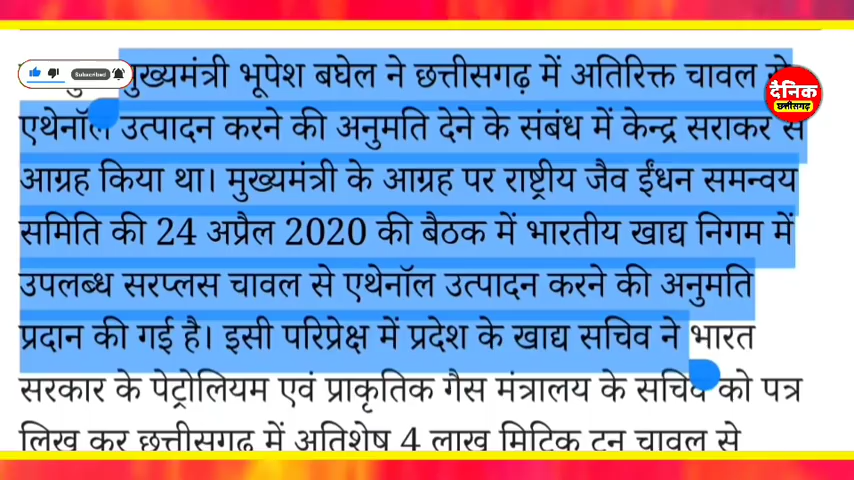 Subscribed
दैनिक
छत्तीसगढ़
मुख्यमंत्री भूपेश बघेल ने छत्तीसगढ़ में अतिरिक्त चावल से
एथेनॉल उत्पादन करने की अनुमति देने के संबंध में केन्द्र सराकर से
आग्रह किया था। मुख्यमंत्री के आग्रह पर राष्ट्रीय जैव ईंधन समन्वय
समिति की 24 अप्रैल 2020 की बैठक में भारतीय खाद्य निगम में
उपलब्ध सरप्लस चावल से एथेनॉल उत्पादन करने की अनुमति
प्रदान की गई है। इसी परिप्रेक्ष में प्रदेश के खाद्य सचिव ने भारत
सरकार के पेट्रोलियम एवं प्राकृतिक गैस मंत्रालय के सचिव को पत्र
लिख कर छत्तीसगढ़ में अतिशेष 4 लाख मिट्रिक टन चावल से